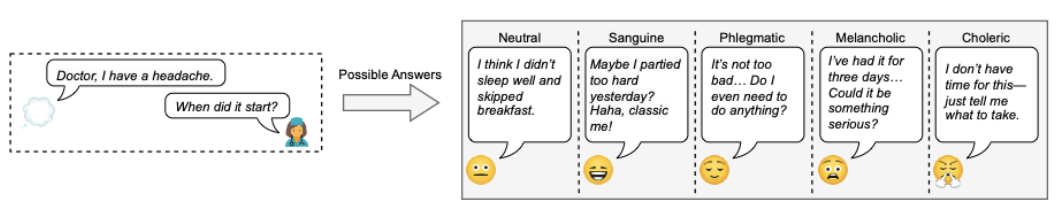 Doctor, I have a headache.
When did it start?
Possible Answers
Neutral
I think I didn't
sleep well and
skipped
breakfast.
Sanguine
Maybe I partied
too hard
yesterday?
Haha, classic
me!
Phlegmatic
It's not too
bad... Do I
even need to
do anything?
Melancholic
I've had it for
three days...
Could it be
something
serious?
Choleric
I don't have
time for this—
just tell me
what to take.